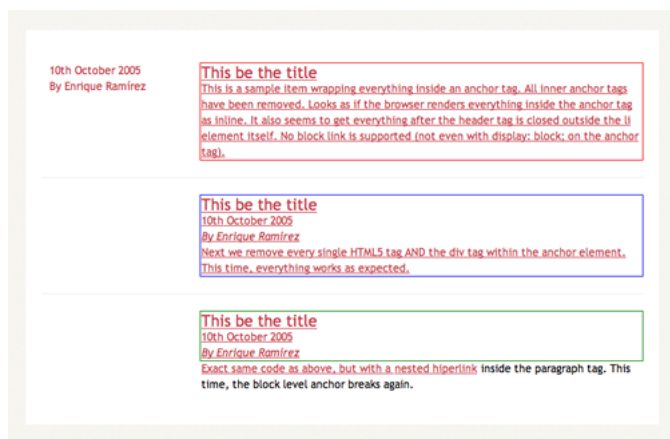 10th October 2005
By Enrique Ramírez
This be the title
This is a sample item wrapping everything inside an anchor tag. All inner anchor tags
have been removed. Looks as if the browser renders everything inside the anchor tag
as inline. It also seems to get everything after the header tag is closed outside the li
element itself. No block link is supported (not even with display: block; on the anchor
tag).
This be the title
10th October 2005
By Enrique Ramírez
Next we remove every single HTML5 tag AND the div tag within the anchor element.
This time, everything works as expected.
This be the title
10th October 2005
By Enrique Ramírez
Exact same code as above, but with a nested hiperlink inside the paragraph tag. This
time, the block level anchor breaks again.